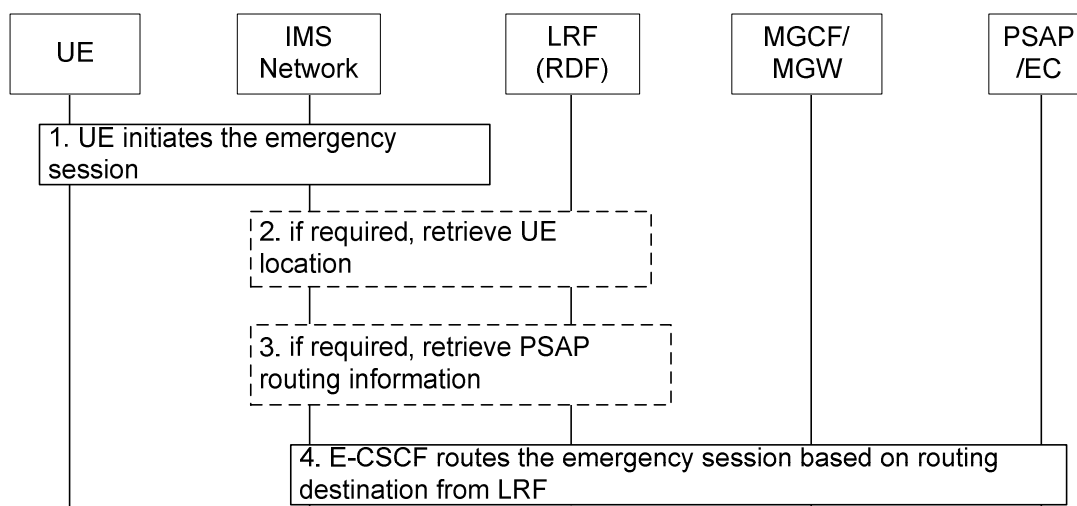 UE
IMS
Network
LRF
(RDF)
MGCF/
MGW
PSAP
/EC
1. UE initiates the emergency
session
2. if required, retrieve UE
location
3. if required, retrieve PSAP
routing information
4. E-CSCF routes the emergency session based on routing
destination from LRF